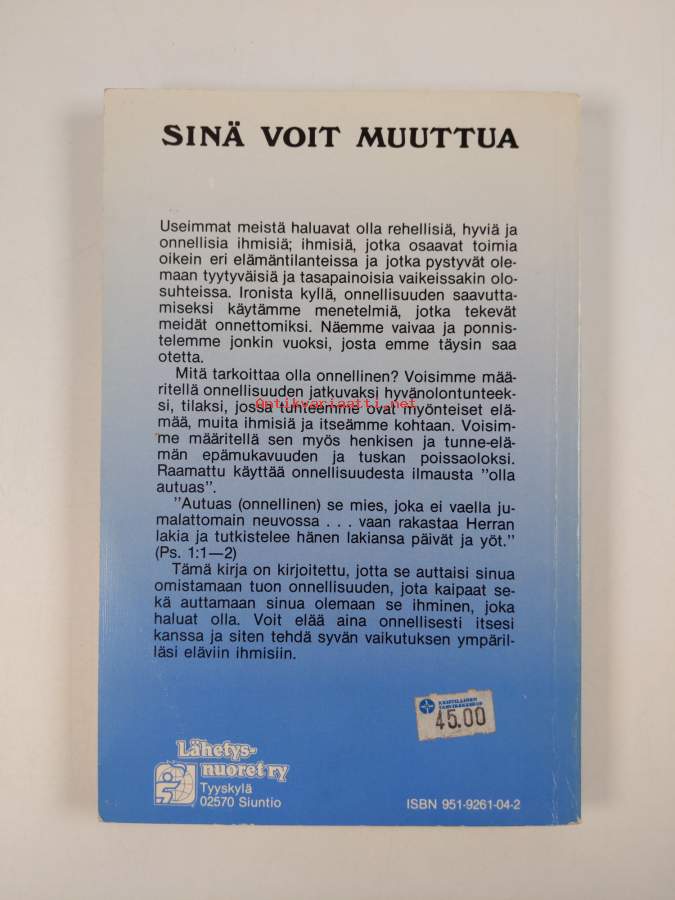 SINÄ VOIT MUUTTUA
Useimmat meistä haluavat olla rehellisiä, hyviä ja
onnellisia ihmisiä; ihmisiä, jotka osaavat toimia
oikein eri elämäntilanteissa ja jotka pystyvät ole-
maan tyytyväisiä ja tasapainoisia vaikeissakin olo-
suhteissa. Ironista kyllä, onnellisuuden saavutta-
miseksi käytämme menetelmiä, jotka tekevät
meidät onnettomiksi. Näemme vaivaa ja ponnis-
telemme jonkin vuoksi, josta emme täysin saa
otetta.
Mitä tarkoittaa olla onnellinen? Voisimme mää-
ritellä onnellisuuden jatkuvaksi hyvänolontunteek-
si, tilaksi, jossa tunteemme ovat myönteiset elä-
Antikvariaatti.net
mää, muita ihmisiä ja itseämme kohtaan. Voisim-
me määritellä sen myös henkisen ja tunne-elä-
män epämukavuuden ja tuskan poissaoloksi.
Raamattu käyttää onnellisuudesta ilmausta "olla
autuas".
"Autuas (onnellinen) se mies, joka ei vaella ju-
malattomain neuvossa . . . vaan rakastaa Herran
lakia ja tutkistelee hänen lakiansa päivät ja yöt."
(Ps. 1:1—2)
Tämä kirja on kirjoitettu, jotta se auttaisi sinua
omistamaan tuon onnellisuuden, jota kaipaat se-
kä auttamaan sinua olemaan se ihminen, joka
haluat olla. Voit elää aina onnellisesti itsesi
kanssa ja siten tehdä syvän vaikutuksen ympäril-
läsi eläviin ihmisiin.
KRISTILLINEN
TARVIKEKESKUS
45.00
Lähetys-
nuoret ry
Tyyskylä
02570 Siuntio
ISBN 951-9261-04-2